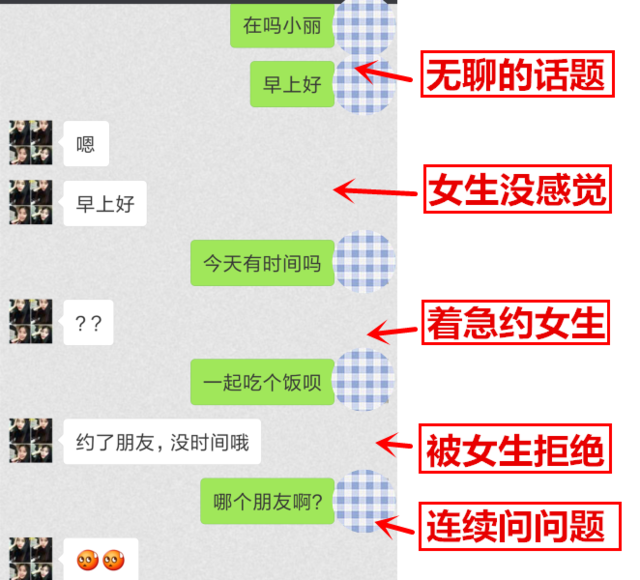 在吗小丽
早上好
无聊的话题
嗯
早上好
女生没感觉
今天有时间吗
??
着急约女生
一起吃个饭呗
约了朋友,没时间哦
被女生拒绝
哪个朋友啊?
连续问问题